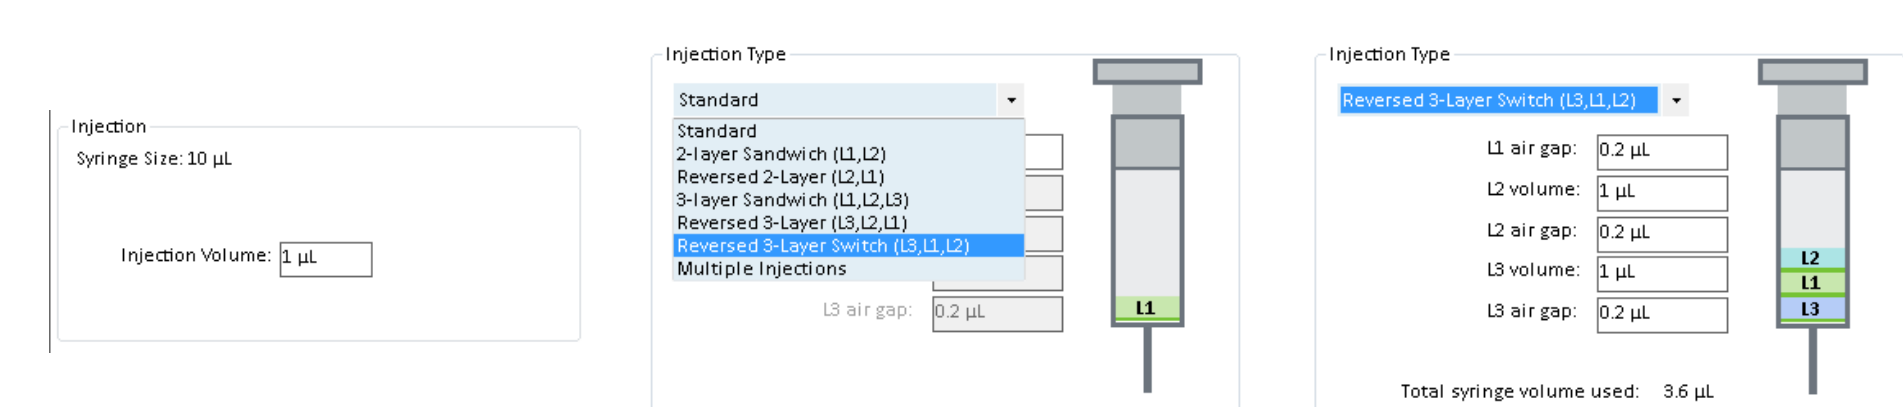 Injection
Syringe Size: 10 µL
Injection Volume: 1 µL
Injection Type
Standard
Standard
2-layer Sandwich (L1,L2)
Reversed 2-Layer (L2,L1)
3-layer Sandwich (L1,L2,L3)
Reversed 3-Layer (L3,L2,L1)
Reversed 3-Layer Switch (L3,L1,L2)
Multiple Injections
L3 air gap: 0.2 µL
L1
Injection Type
Reversed 3-Layer Switch (L3,L1,L2)
L1 air gap: 0.2 µL
L2 volume: 1 µL
L2 air gap: 0.2 µL
L3 volume: 1 µL
L3 air gap: 0.2 µL
L2
L1
L3
Total syringe volume used: 3.6 µL